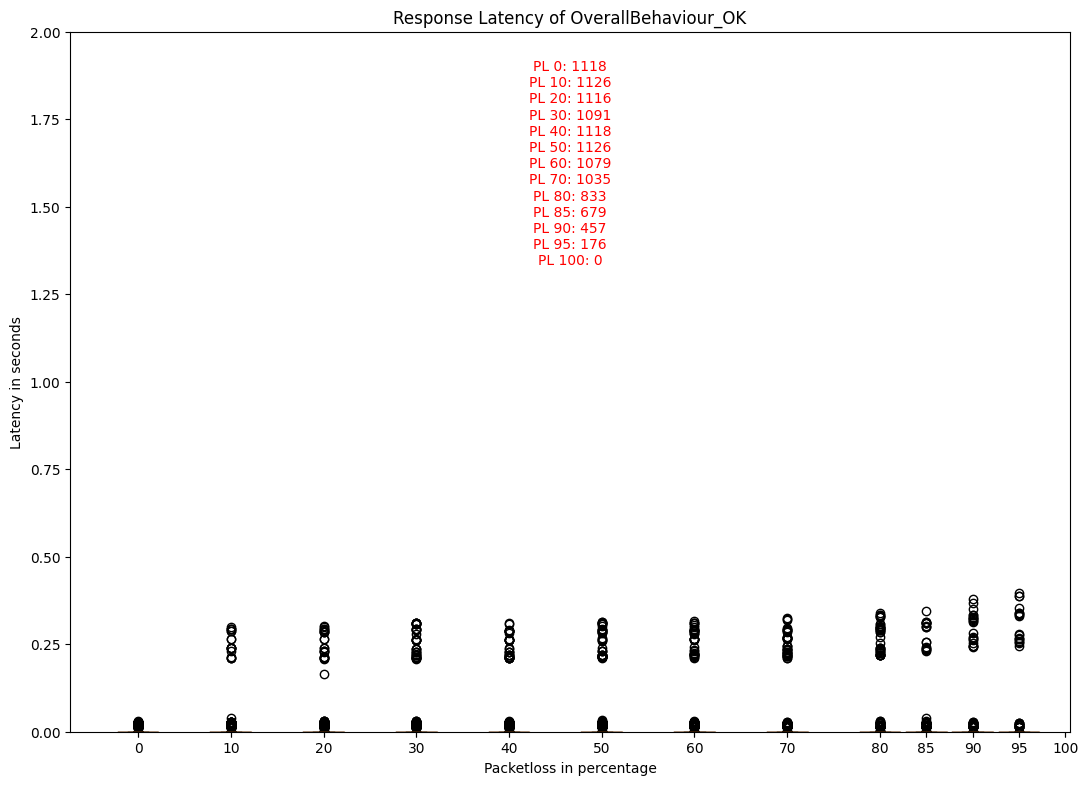 Response Latency of OverallBehaviour_OK
2.00
1.75
1.50
1.25
1.00
0.75
0.50
0.25
0.00
Latency in seconds
PL 0: 1118
PL 10: 1126
PL 20: 1116
PL 30: 1091
PL 40: 1118
PL 50: 1126
PL 60: 1079
PL 70: 1035
PL 80: 833
PL 85: 679
PL 90: 457
PL 95: 176
PL 100: 0
0 10 20 30 40 50 60 70 80 85 90 95 100
Packetloss in percentage